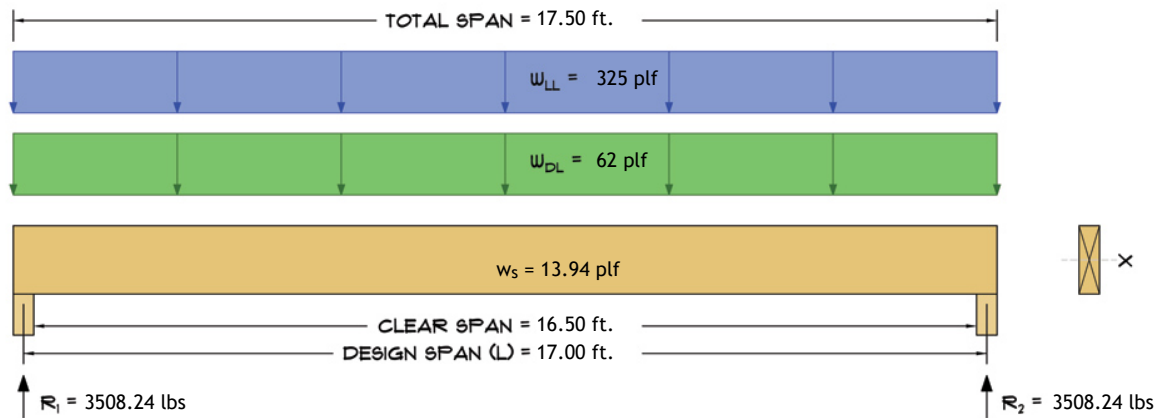 TOTAL SPAN = 17.50 ft.
wLL = 325 plf
wDL = 62 plf
ws = 13.94 plf
X
CLEAR SPAN = 16.50 ft.
DESIGN SPAN (L) = 17.00 ft.
R1 = 3508.24 lbs
R2 = 3508.24 lbs